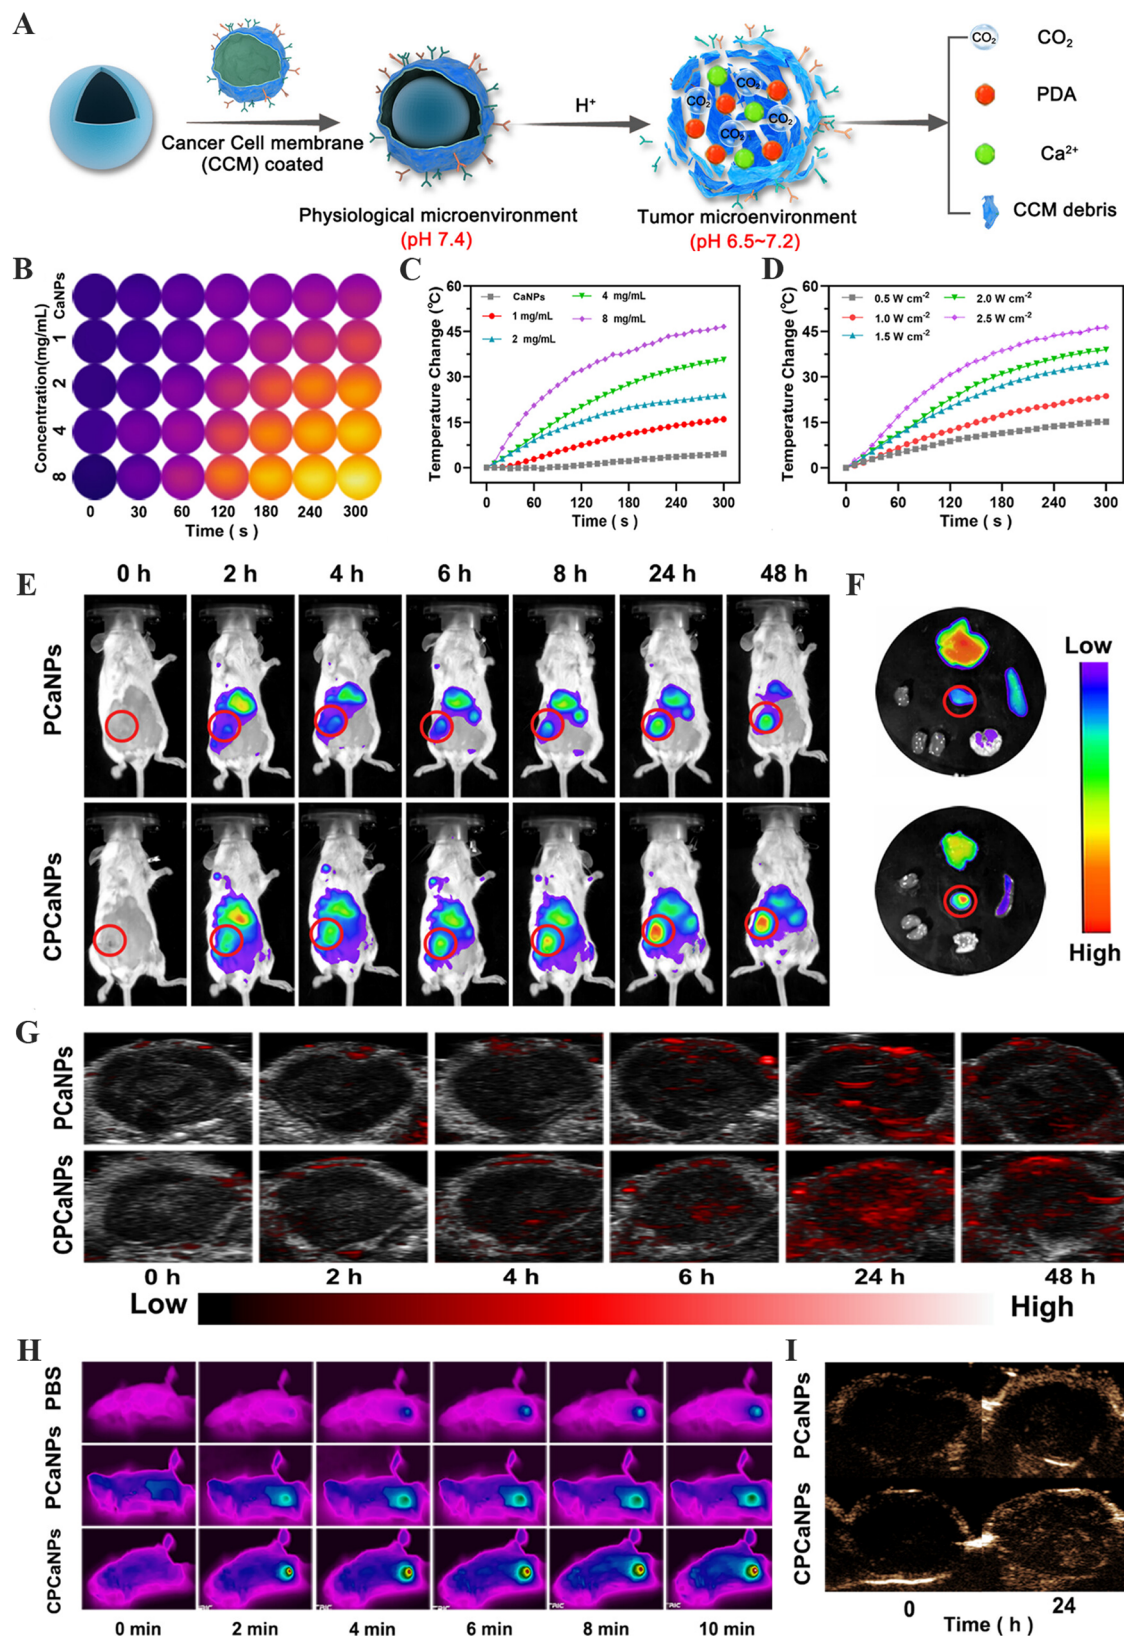 A
CO₂
CO₂
H⁺
CO₂
CO₂
CO₂
CO₂
PDA
Ca²⁺
CCM debris
Cancer Cell membrane
(CCM) coated
Physiological microenvironment
(pH 7.4)
Tumor microenvironment
(pH 6.5~7.2)
B
Concentration(mg/mL)
CaNPs
1
2
4
8
0 30 60 120 180 240 300
Time ( s )
C
Temperature Change (℃)
60
45
30
15
0
CaNPs
1 mg/mL
2 mg/mL
4 mg/mL
8 mg/mL
0 60 120 180 240 300
Time ( s )
D
Temperature Change (℃)
60
45
30
15
0
0.5 W cm⁻²
1.0 W cm⁻²
1.5 W cm⁻²
2.0 W cm⁻²
2.5 W cm⁻²
0 60 120 180 240 300
Time ( s )
E
0 h 2 h 4 h 6 h 8 h 24 h 48 h
PCaNPs
CPCaNPs
F
Low
High
G
PCaNPs
CPCaNPs
0 h 2 h 4 h 6 h 24 h 48 h
Low
High
H
PBS
PCaNPs
CPCaNPs
0 min 2 min 4 min 6 min 8 min 10 min
I
PCaNPs
CPCaNPs
0 24
Time ( h )